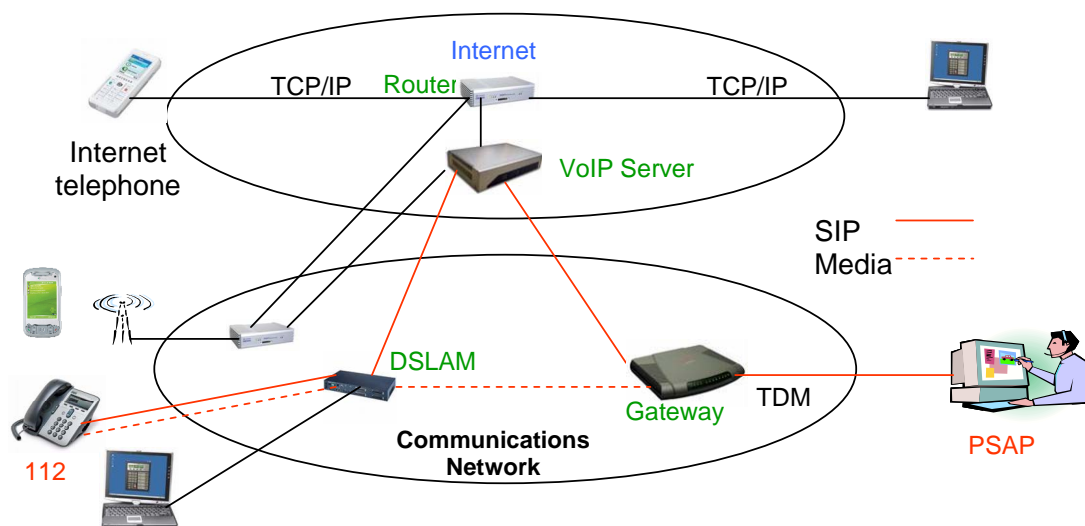 Internet
TCP/IP
Router
TCP/IP
Internet
telephone
VoIP Server
SIP
Media
DSLAM
Gateway
TDM
Communications
Network
112
PSAP